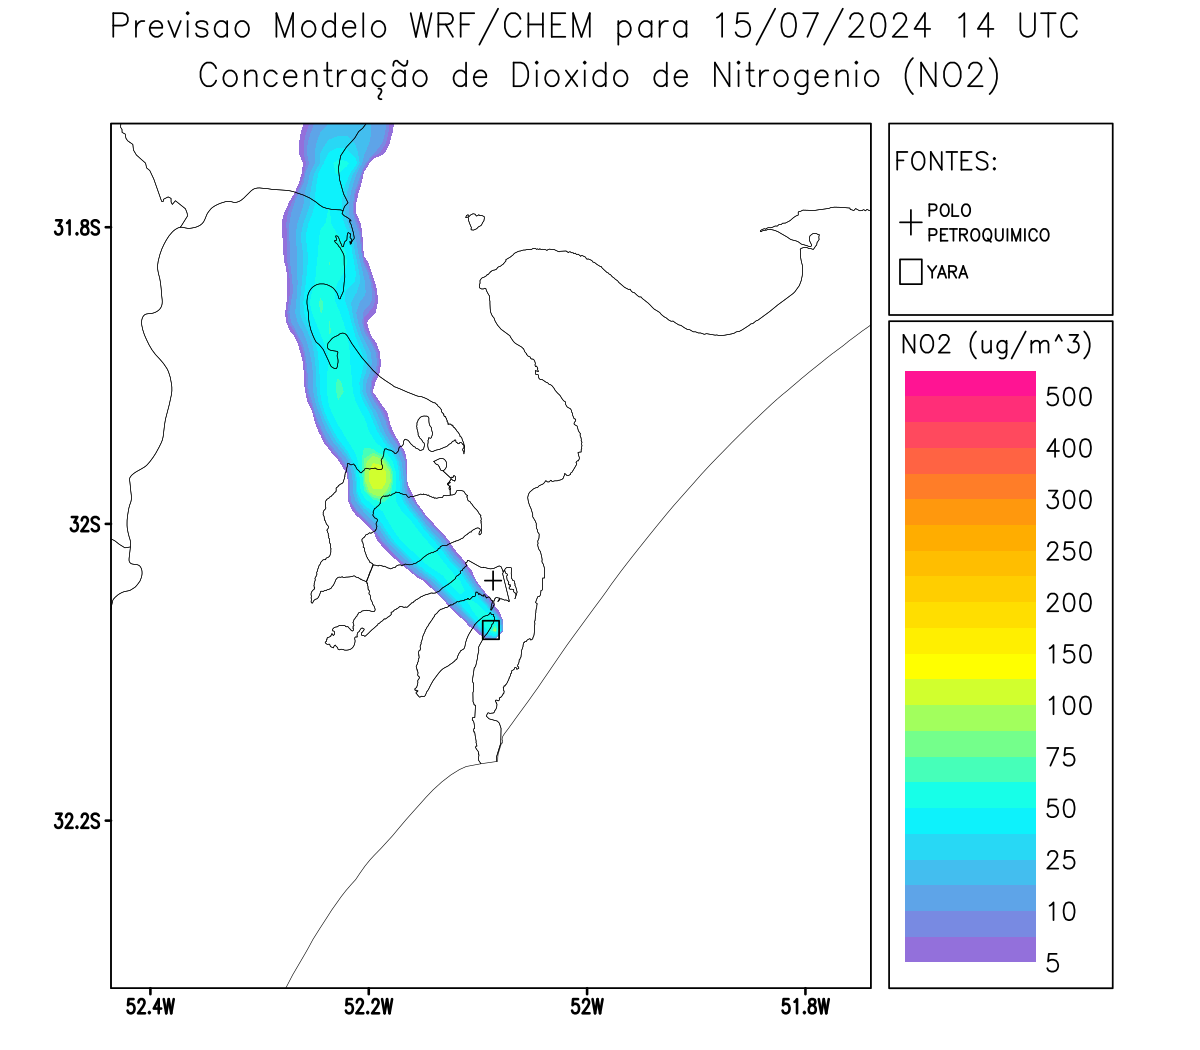 Previsao Modelo WRF/CHEM para 15/07/2024 14 UTC
Concentração de Dioxido de Nitrogenio (NO2)
FONTES:
POLO
PETROQUIMICO
YARA
NO2 (ug/m^3)
500
400
300
250
200
150
100
75
50
25
10
5
31.8S
32S
32.2S
52.4W
52.2W
52W
51.8W